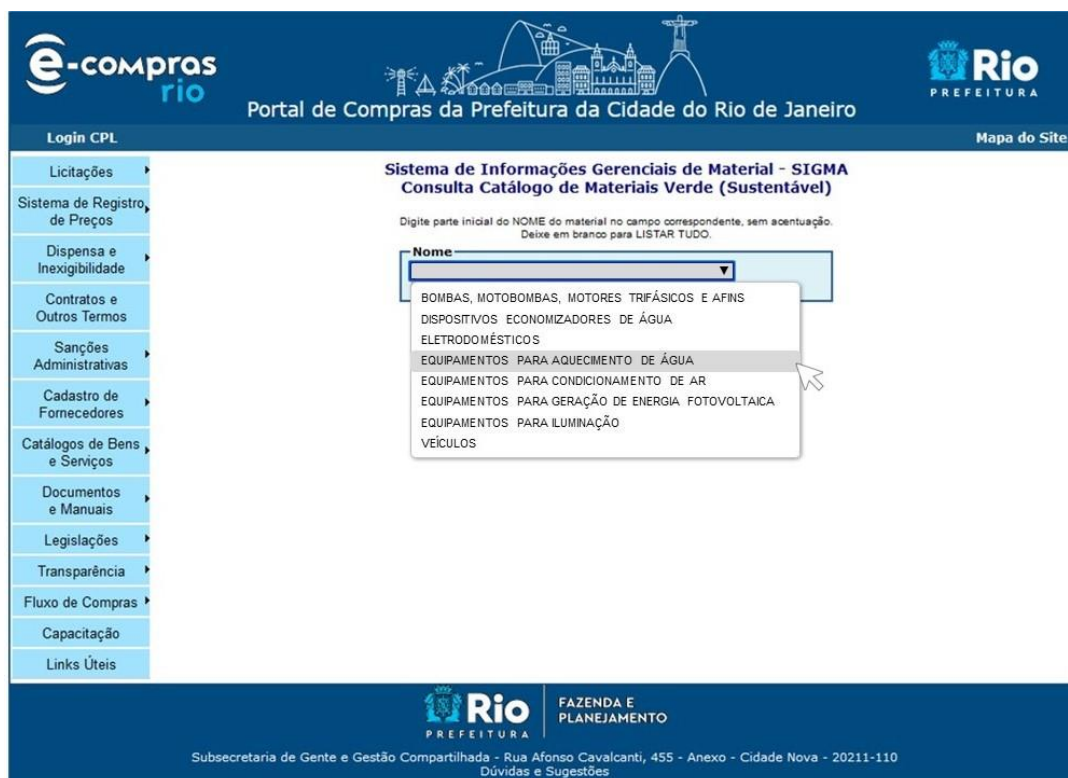 e-compras
rio
Portal de Compras da Prefeitura da Cidade do Rio de Janeiro
Rio
PREFEITURA
Login CPL
Mapa do Site
Licitações
Sistema de Registro
de Preços
Dispensa e
Inexigibilidade
Contratos e
Outros Termos
Sanções
Administrativas
Cadastro de
Fornecedores
Catálogos de Bens
e Serviços
Documentos
e Manuais
Legislações
Transparência
Fluxo de Compras
Capacitação
Links Úteis
Sistema de Informações Gerenciais de Material - SIGMA
Consulta Catálogo de Materiais Verde (Sustentável)
Digite parte inicial do NOME do material no campo correspondente, sem acentuação.
Deixe em branco para LISTAR TUDO.
Nome
BOMBAS, MOTOBOMBAS, MOTORES TRIFÁSICOS E AFINS
DISPOSITIVOS ECONOMIZADORES DE ÁGUA
ELETRODOMÉSTICOS
EQUIPAMENTOS PARA AQUECIMENTO DE ÁGUA
EQUIPAMENTOS PARA CONDICIONAMENTO DE AR
EQUIPAMENTOS PARA GERAÇÃO DE ENERGIA FOTOVOLTAICA
EQUIPAMENTOS PARA ILUMINAÇÃO
VEÍCULOS
Rio
PREFEITURA
FAZENDA E
PLANEJAMENTO
Subsecretaria de Gente e Gestão Compartilhada - Rua Afonso Cavalcanti, 455 - Anexo - Cidade Nova - 20211-110
Dúvidas e Sugestões